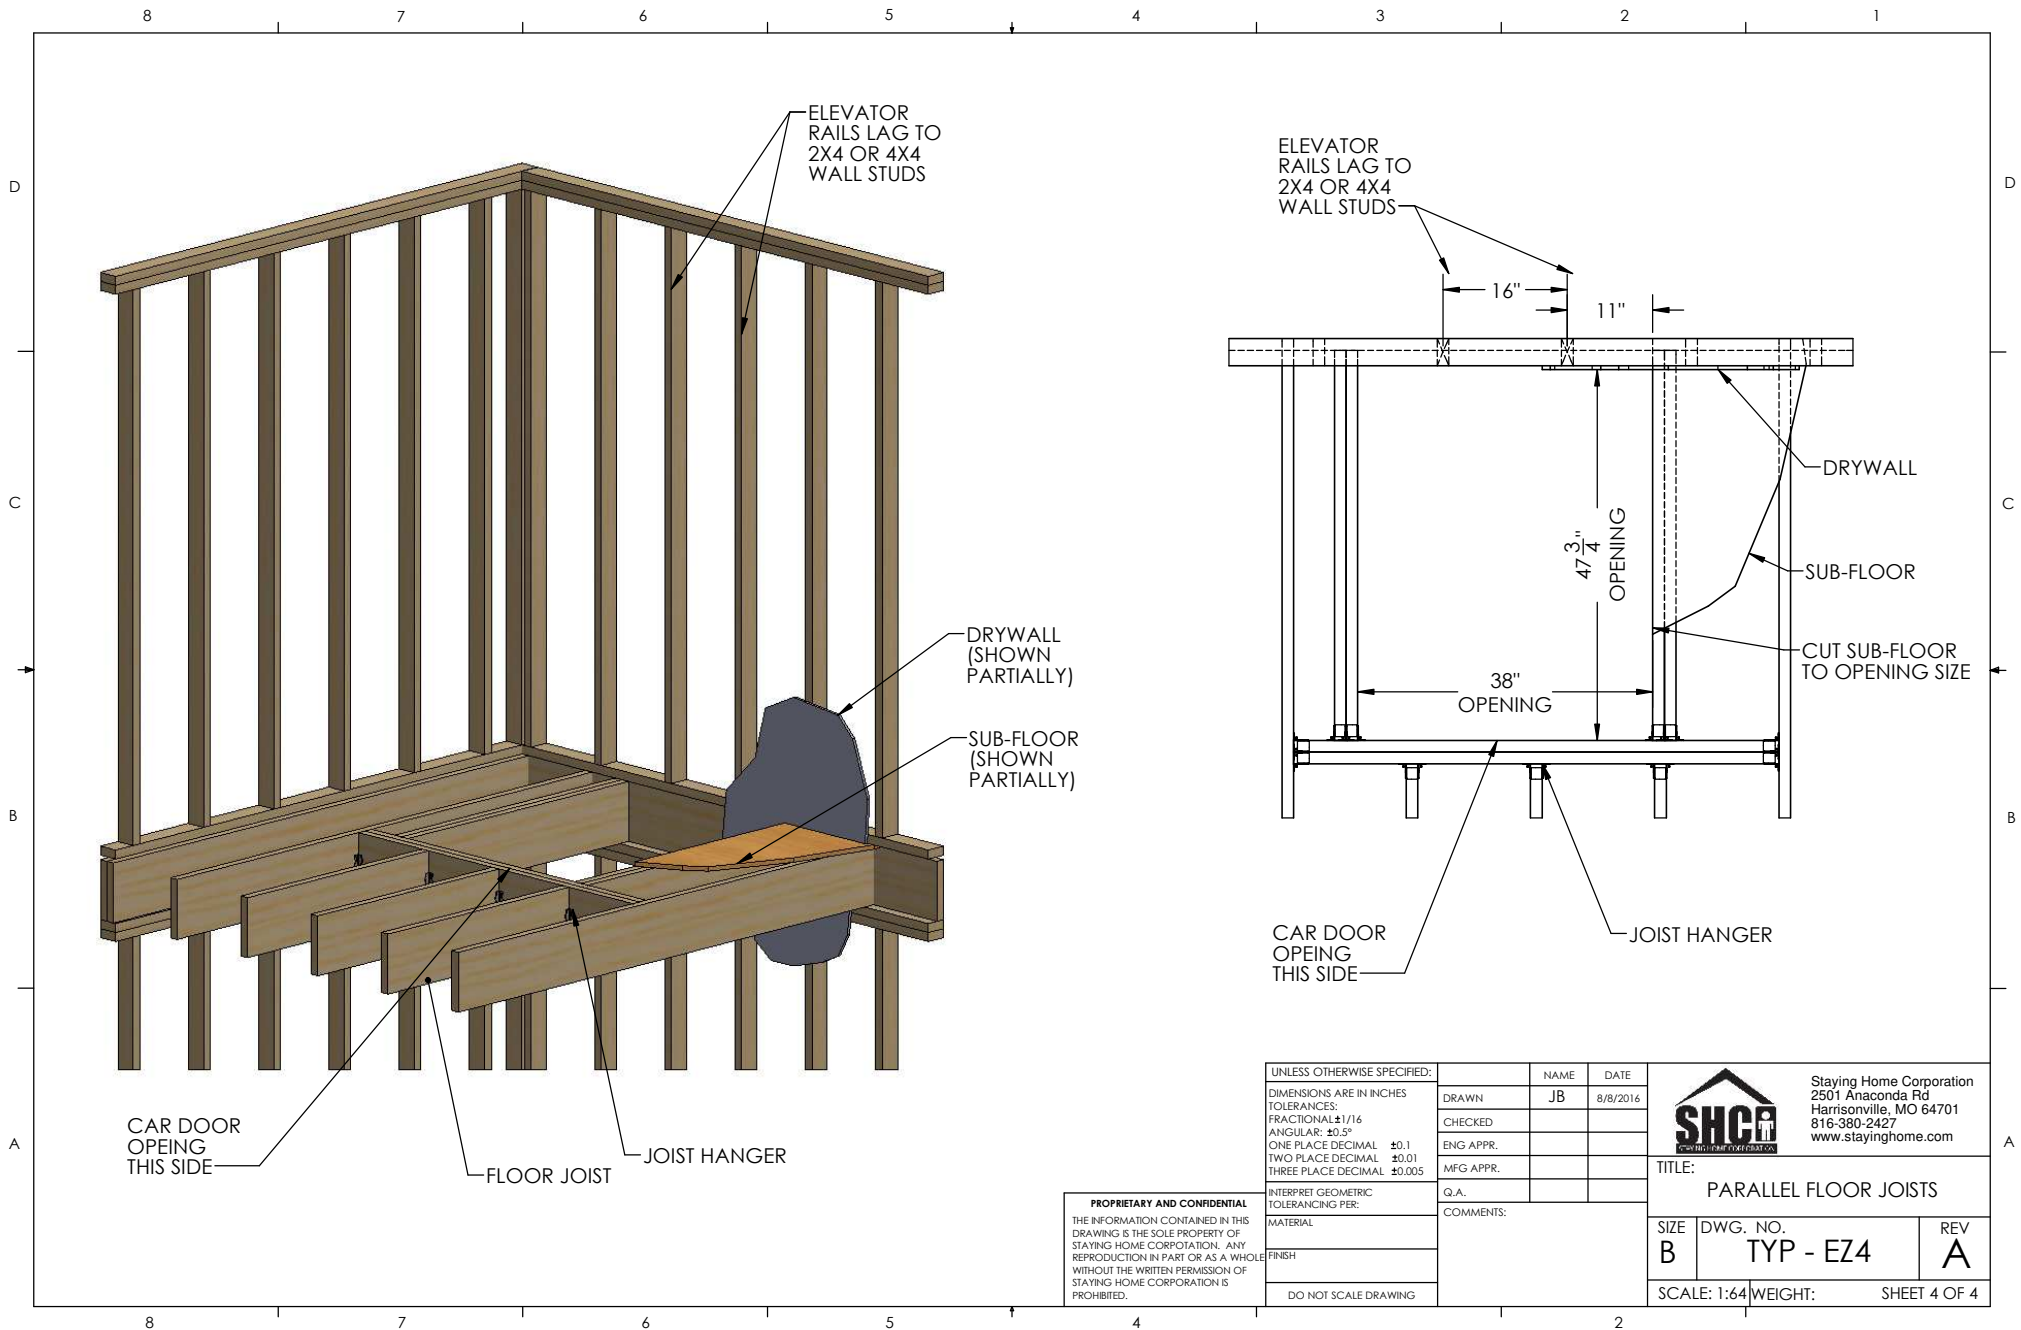 8 7 6 5 4 3 2 1
D
C
B
A
D
C
B
A
ELEVATOR
RAILS LAG TO
2X4 OR 4X4
WALL STUDS
DRYWALL
(SHOWN
PARTIALLY)
SUB-FLOOR
(SHOWN
PARTIALLY)
CAR DOOR
OPEING
THIS SIDE
FLOOR JOIST
JOIST HANGER
ELEVATOR
RAILS LAG TO
2X4 OR 4X4
WALL STUDS
16"
11"
DRYWALL
47 3/4"
OPENING
SUB-FLOOR
CUT SUB-FLOOR
TO OPENING SIZE
38"
OPENING
CAR DOOR
OPEING
THIS SIDE
JOIST HANGER
PROPRIETARY AND CONFIDENTIAL
THE INFORMATION CONTAINED IN THIS
DRAWING IS THE SOLE PROPERTY OF
STAYING HOME CORPOTATION. ANY
REPRODUCTION IN PART OR AS A WHOLE
WITHOUT THE WRITTEN PERMISSION OF
STAYING HOME CORPORATION IS
PROHIBITED.
UNLESS OTHERWISE SPECIFIED:
DIMENSIONS ARE IN INCHES
TOLERANCES:
FRACTIONAL±1/16
ANGULAR: ±0.5°
ONE PLACE DECIMAL ±0.1
TWO PLACE DECIMAL ±0.01
THREE PLACE DECIMAL ±0.005
INTERPRET GEOMETRIC
TOLERANCING PER:
MATERIAL
FINISH
DO NOT SCALE DRAWING
NAME DATE
DRAWN JB 8/8/2016
CHECKED
ENG APPR.
MFG APPR.
Q.A.
COMMENTS:
SHC
STAYING HOME CORPORATION
Staying Home Corporation
2501 Anaconda Rd
Harrisonville, MO 64701
816-380-2427
www.stayinghome.com
TITLE:
PARALLEL FLOOR JOISTS
SIZE DWG. NO. REV
B TYP - EZ4 A
SCALE: 1:64 WEIGHT: SHEET 4 OF 4
8 7 6 5 4 2